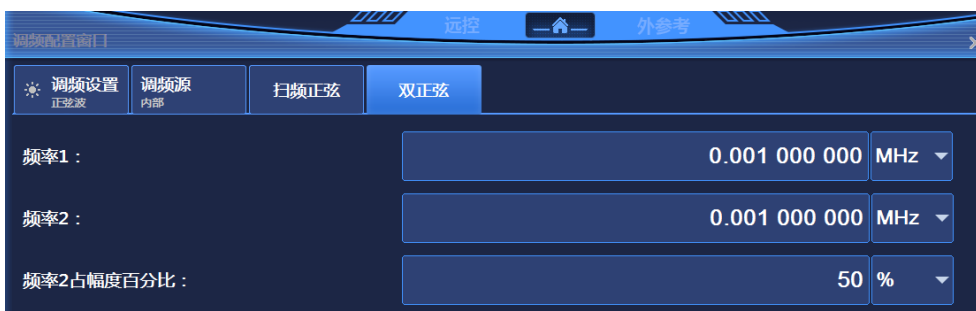 远控 外参考
调频配置窗口
调频设置 调频源 扫频正弦 双正弦
正弦波 内部
频率1：
0.001 000 000 MHz
频率2：
0.001 000 000 MHz
频率2占幅度百分比：
50 %